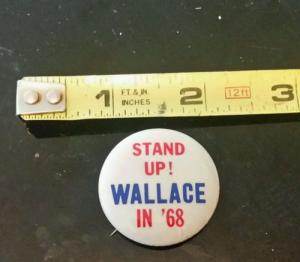 1 FT & IN. 2 12ft 3
INCHES
STAND
UP!
WALLACE
IN '68